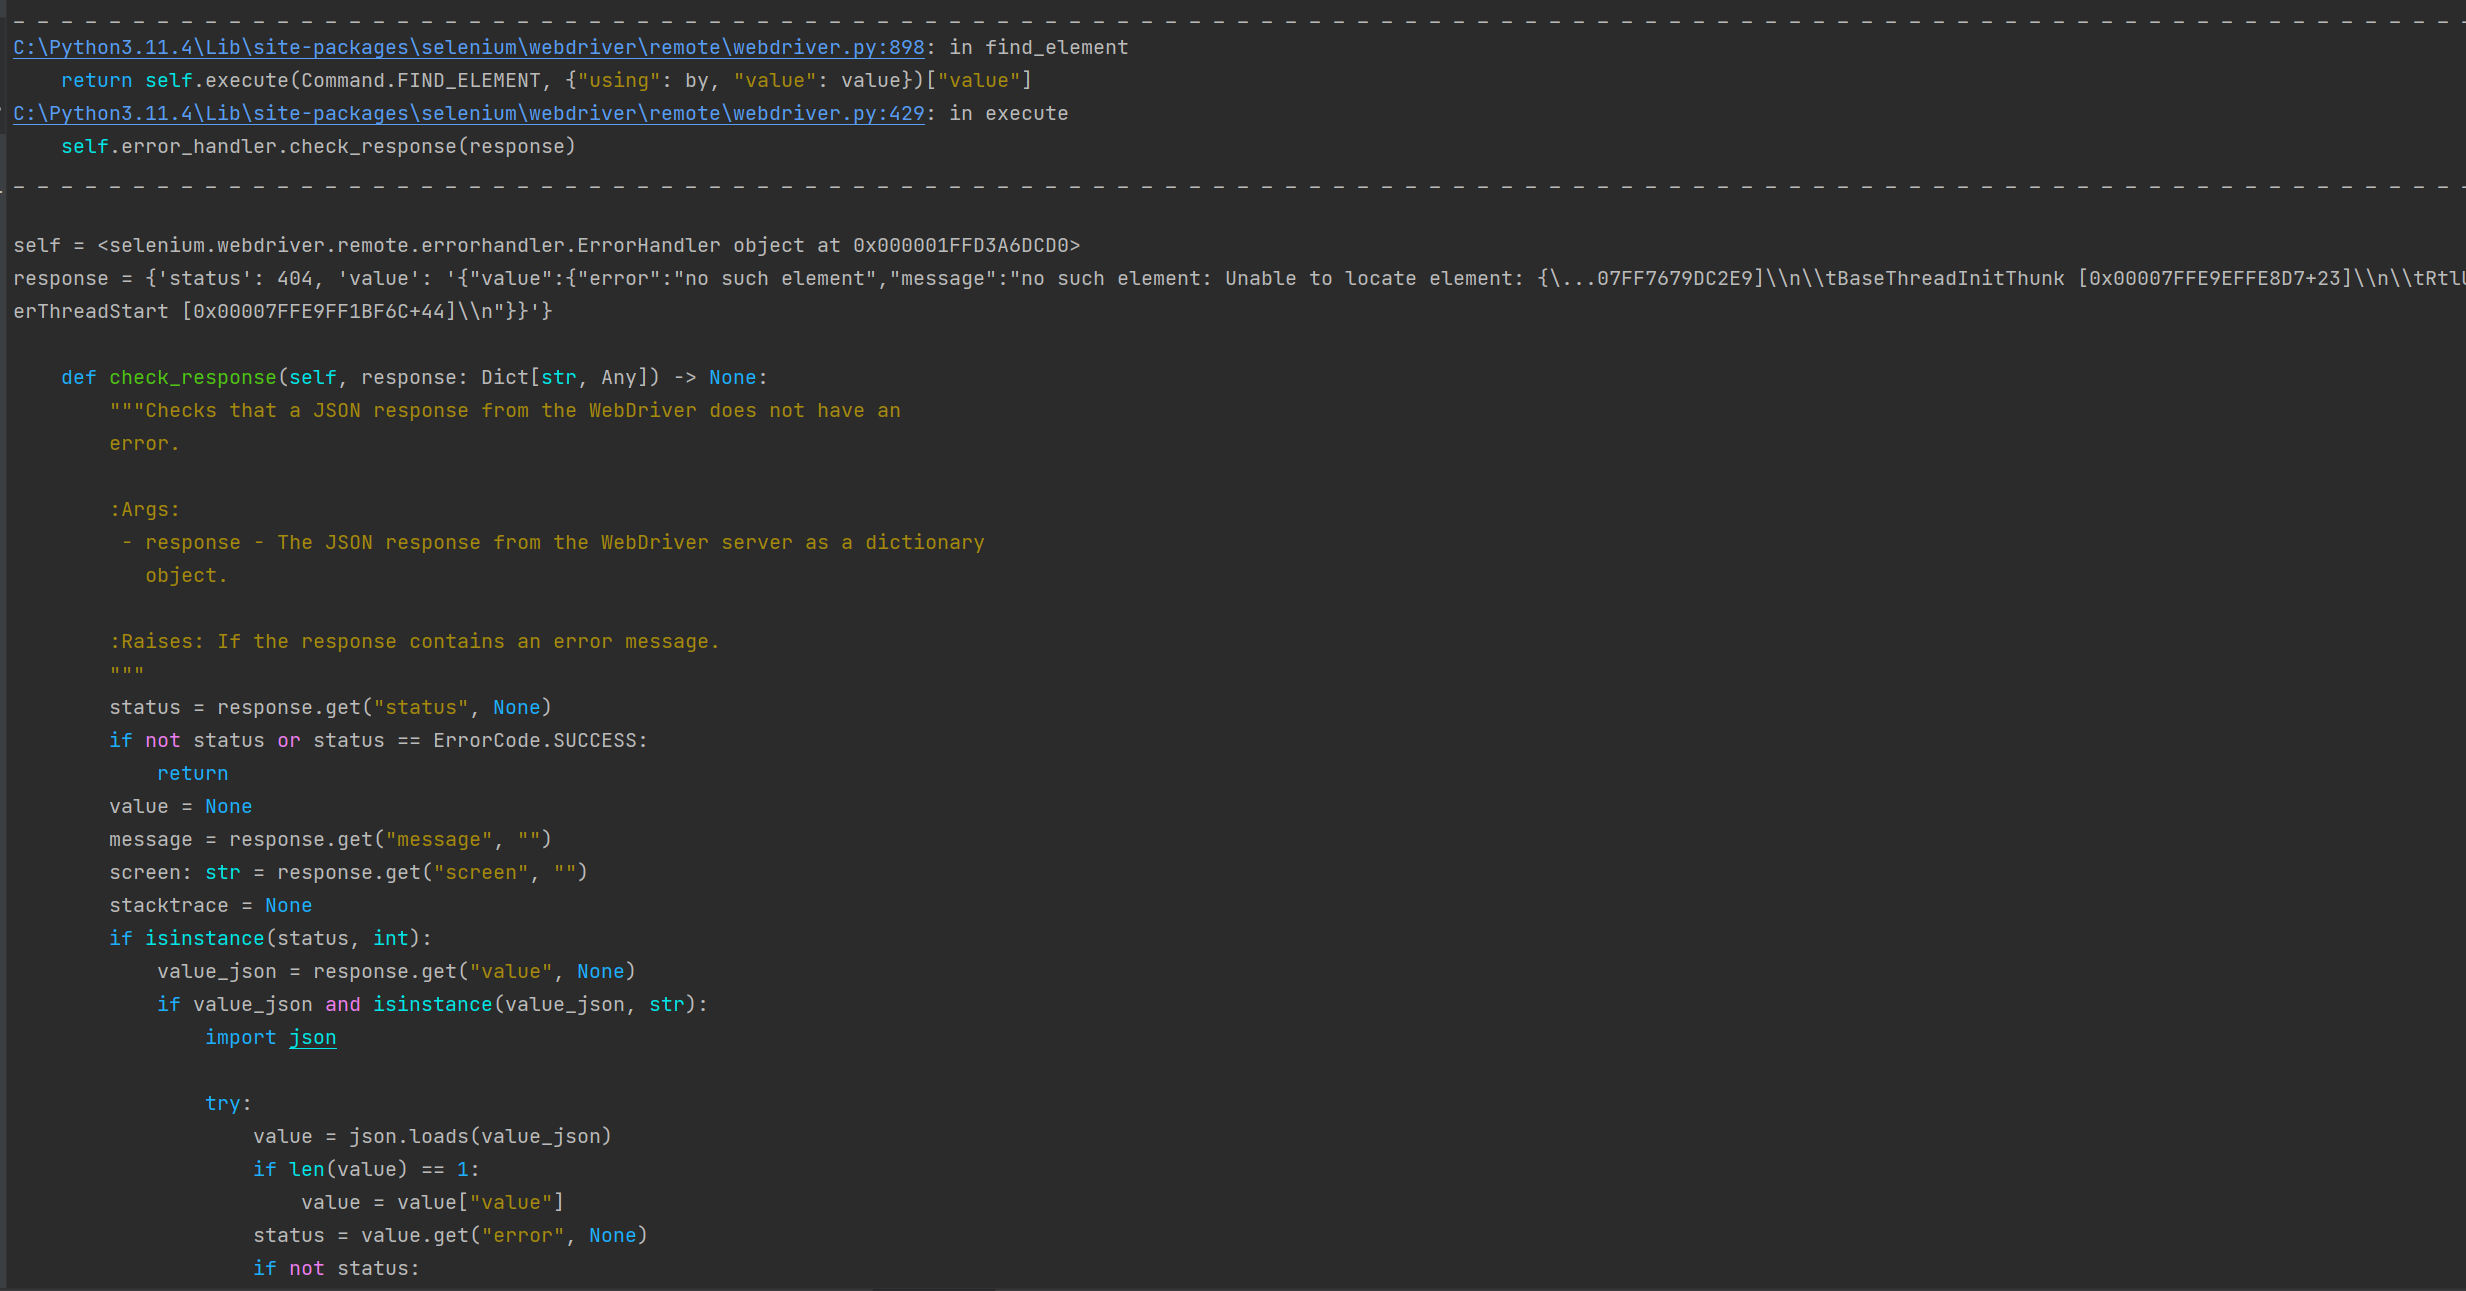 - - - - - - - - - - - - - - - - - - - - - - - - - - - - - - - - - - - - - - - - - - - - - - - - - - - - - - - - - - - - - - - - - - - - - - - - - - - - - - - - - - - - - - - - - - - - - - - - - - - - - - -
C:\Python3.11.4\Lib\site-packages\selenium\webdriver\remote\webdriver.py:898: in find_element
    return self.execute(Command.FIND_ELEMENT, {"using": by, "value": value})["value"]
C:\Python3.11.4\Lib\site-packages\selenium\webdriver\remote\webdriver.py:429: in execute
    self.error_handler.check_response(response)
- - - - - - - - - - - - - - - - - - - - - - - - - - - - - - - - - - - - - - - - - - - - - - - - - - - - - - - - - - - - - - - - - - - - - - - - - - - - - - - - - - - - - - - - - - - - - - - - - - - - - - -
self = <selenium.webdriver.remote.errorhandler.ErrorHandler object at 0x000001FFD3A6DCD0>
response = {'status': 404, 'value': '{"value":{"error":"no such element","message":"no such element: Unable to locate element: {\...07FF7679DC2E9]\\n\\tBaseThreadInitThunk [0x00007FFE9EFFE8D7+23]\\n\\tRtlU
erThreadStart [0x00007FFE9FF1BF6C+44]\\n"}}'}
    def check_response(self, response: Dict[str, Any]) -> None:
        """Checks that a JSON response from the WebDriver does not have an
        error.
        :Args:
         - response - The JSON response from the WebDriver server as a dictionary
           object.
        :Raises: If the response contains an error message.
        """
        status = response.get("status", None)
        if not status or status == ErrorCode.SUCCESS:
            return
        value = None
        message = response.get("message", "")
        screen: str = response.get("screen", "")
        stacktrace = None
        if isinstance(status, int):
            value_json = response.get("value", None)
            if value_json and isinstance(value_json, str):
                import json
                try:
                    value = json.loads(value_json)
                    if len(value) == 1:
                        value = value["value"]
                    status = value.get("error", None)
                    if not status: